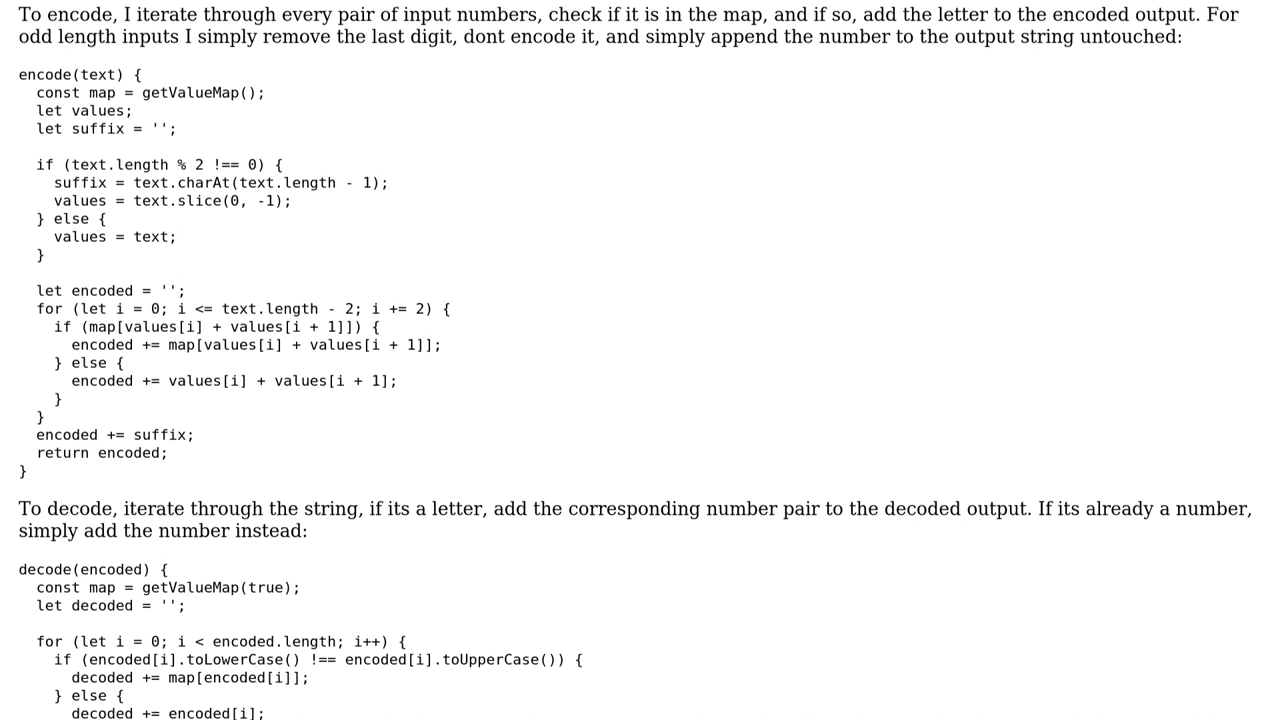 To encode, I iterate through every pair of input numbers, check if it is in the map, and if so, add the letter to the encoded output. For
odd length inputs I simply remove the last digit, dont encode it, and simply append the number to the output string untouched:
encode(text) {
  const map = getValueMap();
  let values;
  let suffix = '';
  if (text.length % 2 !== 0) {
    suffix = text.charAt(text.length - 1);
    values = text.slice(0, -1);
  } else {
    values = text;
  }
  let encoded = '';
  for (let i = 0; i <= text.length - 2; i += 2) {
    if (map[values[i] + values[i + 1]]) {
      encoded += map[values[i] + values[i + 1]];
    } else {
      encoded += values[i] + values[i + 1];
    }
  }
  encoded += suffix;
  return encoded;
}
To decode, iterate through the string, if its a letter, add the corresponding number pair to the decoded output. If its already a number,
simply add the number instead:
decode(encoded) {
  const map = getValueMap(true);
  let decoded = '';
  for (let i = 0; i < encoded.length; i++) {
    if (encoded[i].toLowerCase() !== encoded[i].toUpperCase()) {
      decoded += map[encoded[i]];
    } else {
      decoded += encoded[i];